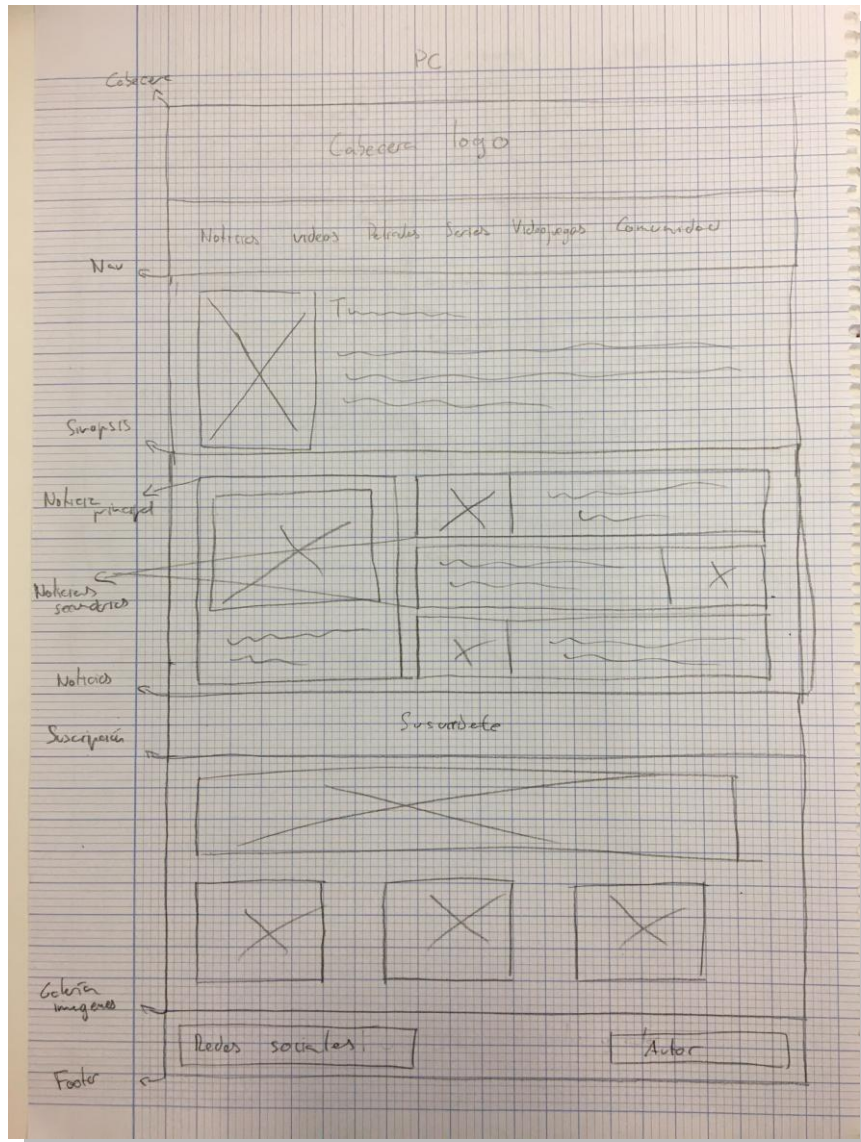 PC
Cabecera
Cabecera logo
Noticias videos Películas Series Videojuegos Comunidad
Nav
Sinopsis
Noticia
principal
Noticias
secundarias
Noticias
Suscríbete
Suscripción
Galería
imagenes
Redes sociales.
Autor
Footer